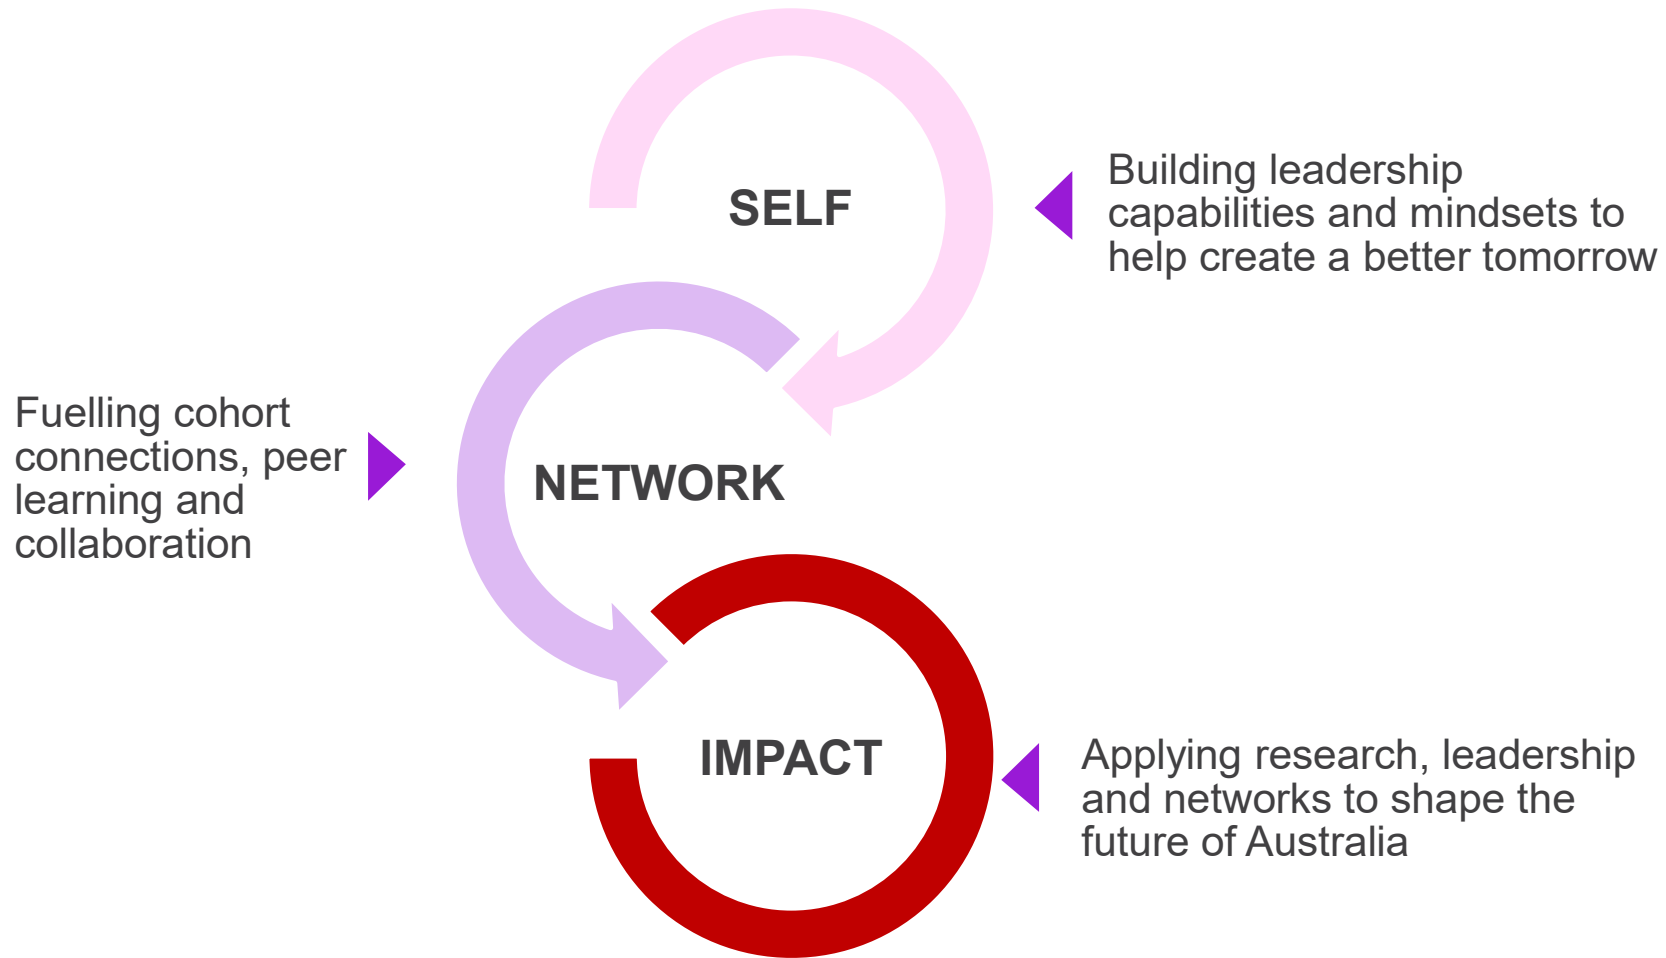 SELF
Building leadership
capabilities and mindsets to
help create a better tomorrow
Fuelling cohort
connections, peer
learning and
collaboration
NETWORK
IMPACT
Applying research, leadership
and networks to shape the
future of Australia